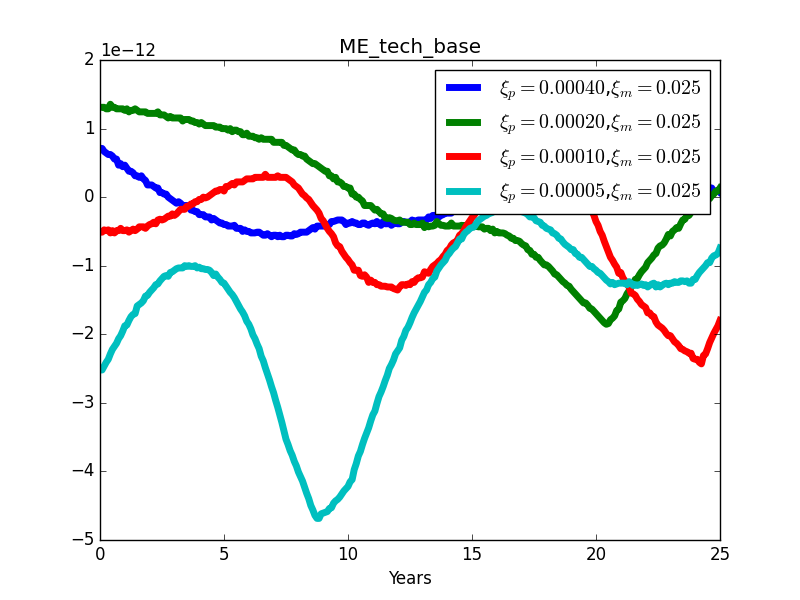 ME_tech_base
1e−12
2
1
0
−1
−2
−3
−4
−5
0 5 10 15 20 25
Years
ξp = 0.00040,ξm = 0.025
ξp = 0.00020,ξm = 0.025
ξp = 0.00010,ξm = 0.025
ξp = 0.00005,ξm = 0.025